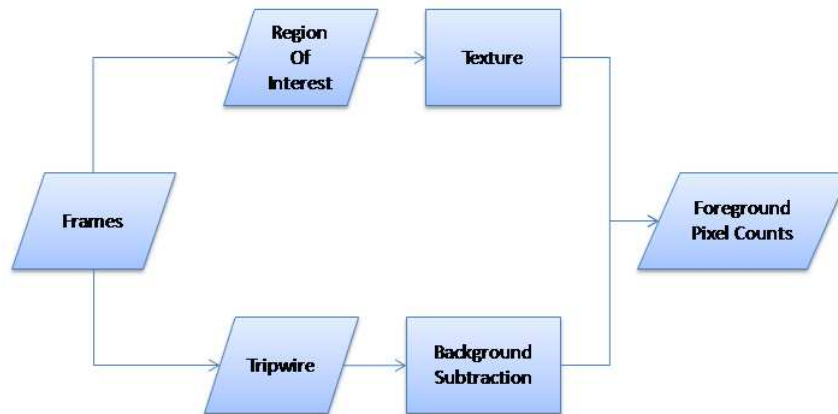 Region
Of
Interest
Texture
Frames
Foreground
Pixel Counts
Tripwire
Background
Subtraction